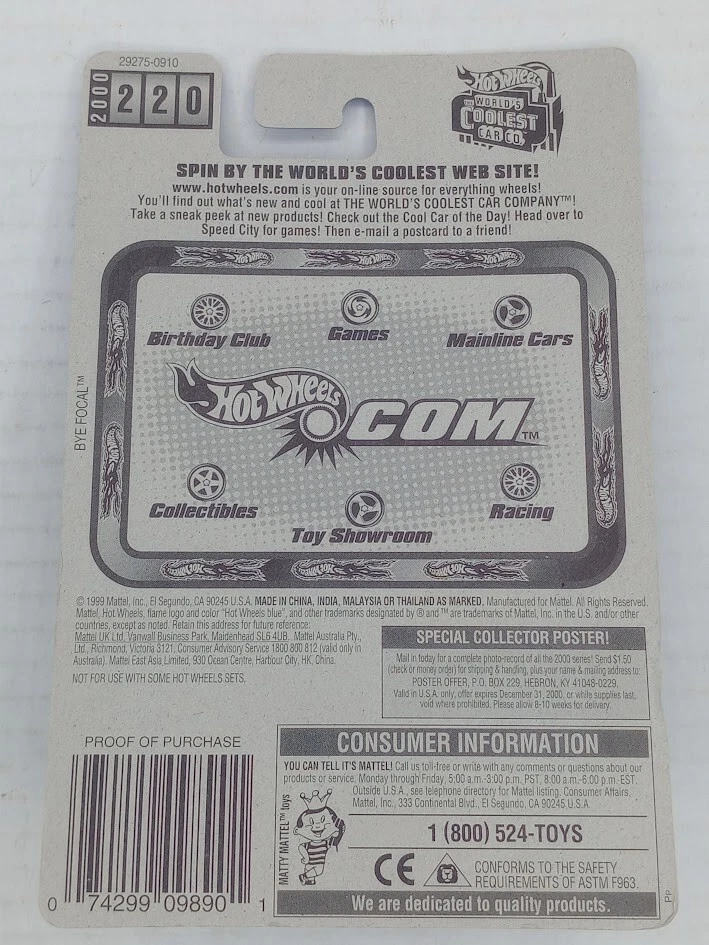 29275-0910
2000
220
Hot Wheels
WORLD'S
COOLEST
CAR CO.
SPIN BY THE WORLD'S COOLEST WEB SITE!
www.hotwheels.com is your on-line source for everything wheels!
You'll find out what's new and cool at THE WORLD'S COOLEST CAR COMPANY™!
Take a sneak peek at new products! Check out the Cool Car of the Day! Head over to
Speed City for games! Then e-mail a postcard to a friend!
Birthday Club
Games
Mainline Cars
Hot Wheels .COM™
Collectibles
Toy Showroom
Racing
BYE FOCAL™
© 1999 Mattel, Inc., El Segundo, CA 90245 U.S.A. MADE IN CHINA, INDIA, MALAYSIA OR THAILAND AS MARKED. Manufactured for Mattel. All Rights Reserved.
Mattel, Hot Wheels, flame logo and color "Hot Wheels blue", and other trademarks designated by ® and ™ are trademarks of Mattel, Inc. in the U.S. and/or other
countries, except as noted. Retain this address for future reference:
Mattel UK Ltd, Vanwall Business Park, Maidenhead SL6 4UB. Mattel Australia Pty.,
Ltd., Richmond, Victoria 3121, Consumer Advisory Service 1800 800 812 (valid only in
Australia). Mattel East Asia Limited, 930 Ocean Centre, Harbour City, HK, China.
NOT FOR USE WITH SOME HOT WHEELS SETS.
SPECIAL COLLECTOR POSTER!
Mail in today for a complete photo-record of all the 2000 series! Send $1.50
(check or money order) for shipping & handling, plus your name & mailing address to:
POSTER OFFER, P.O. BOX 229, HEBRON, KY 41048-0229.
Valid in U.S.A. only, offer expires December 31, 2000, or while supplies last,
void where prohibited. Please allow 8-10 weeks for delivery.
PROOF OF PURCHASE
0 74299 09890 1
CONSUMER INFORMATION
YOU CAN TELL IT'S MATTEL! Call us toll-free or write with any comments or questions about our
products or service. Monday through Friday, 5:00 a.m.-3:00 p.m. PST, 8:00 a.m.-6:00 p.m. EST.
Outside U.S.A., see telephone directory for Mattel listing. Consumer Affairs,
Mattel, Inc., 333 Continental Blvd., El Segundo, CA 90245 U.S.A.
MATTY MATTEL™ toys
1 (800) 524-TOYS
CE
CONFORMS TO THE SAFETY
REQUIREMENTS OF ASTM F963.
We are dedicated to quality products.
PP